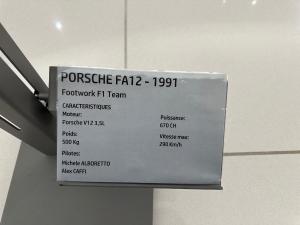 PORSCHE FA12 - 1991
Footwork F1 Team
CARACTERISTIQUES
Moteur:
Porsche V12 3,5L
Puissance:
670 CH
Poids:
500 Kg
Vitesse max:
290 Km/h
Pilotes:
Michele ALBORETTO
Alex CAFFI